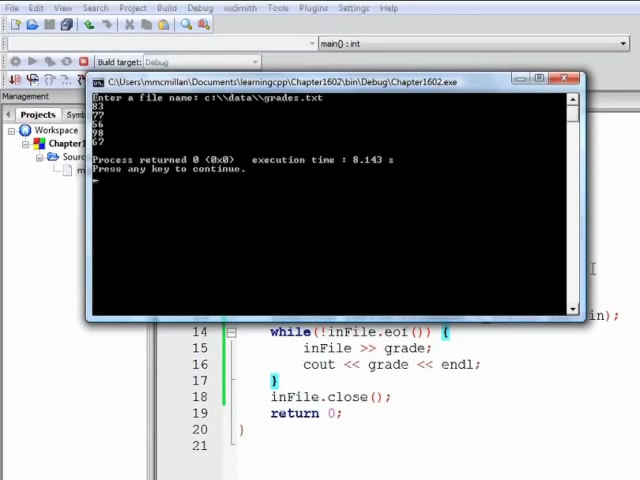 File Edit View Search Project Build Debug wxSmith Tools Plugins Settings Help
main() : int
Build target: Debug
C:\Users\mmcmillan\Documents\learningcpp\Chapter1602\bin\Debug\Chapter1602.exe
Management
Enter a file name: c:\\data\\grades.txt
83
77
56
98
67
Process returned 0 (0x0)   execution time : 8.143 s
Press any key to continue.
Projects
Workspace
Chapter1
Sourc
m
in);
14 while(!inFile.eof()) {
15 inFile >> grade;
16 cout << grade << endl;
17 }
18 inFile.close();
19 return 0;
20 }
21